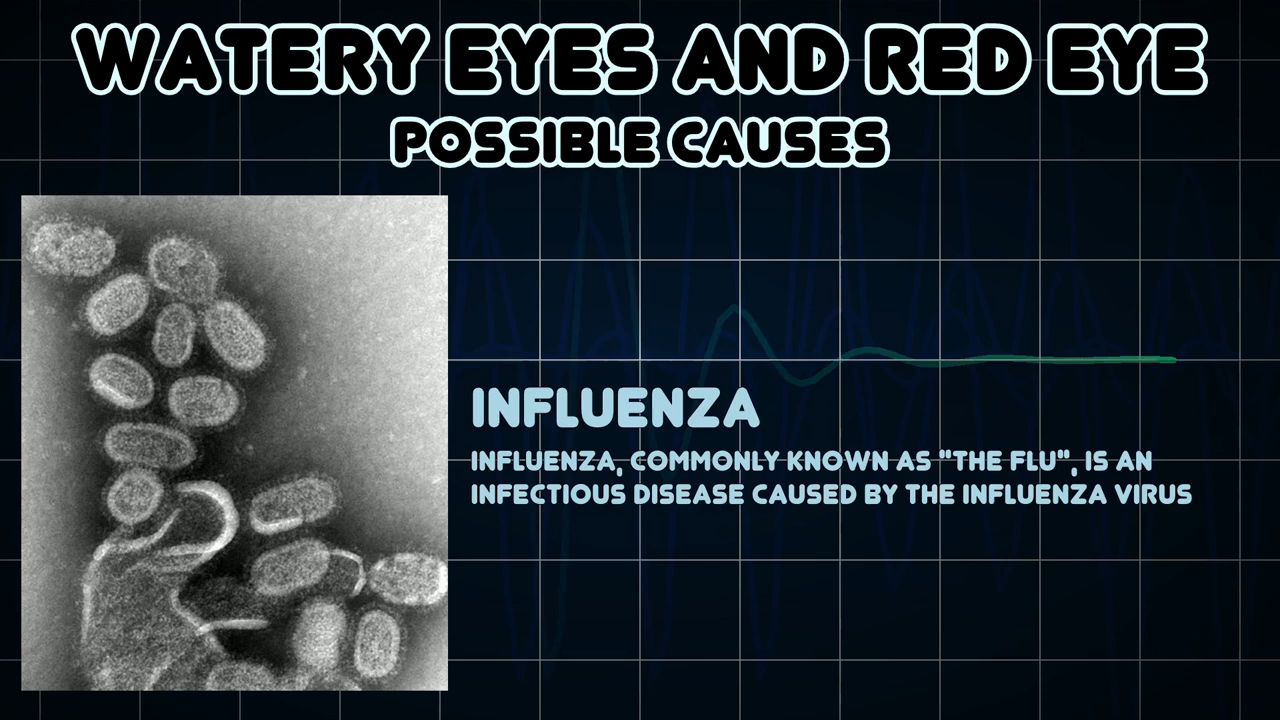 WATERY EYES AND RED EYE
POSSIBLE CAUSES
INFLUENZA
INFLUENZA, COMMONLY KNOWN AS "THE FLU", IS AN
INFECTIOUS DISEASE CAUSED BY THE INFLUENZA VIRUS